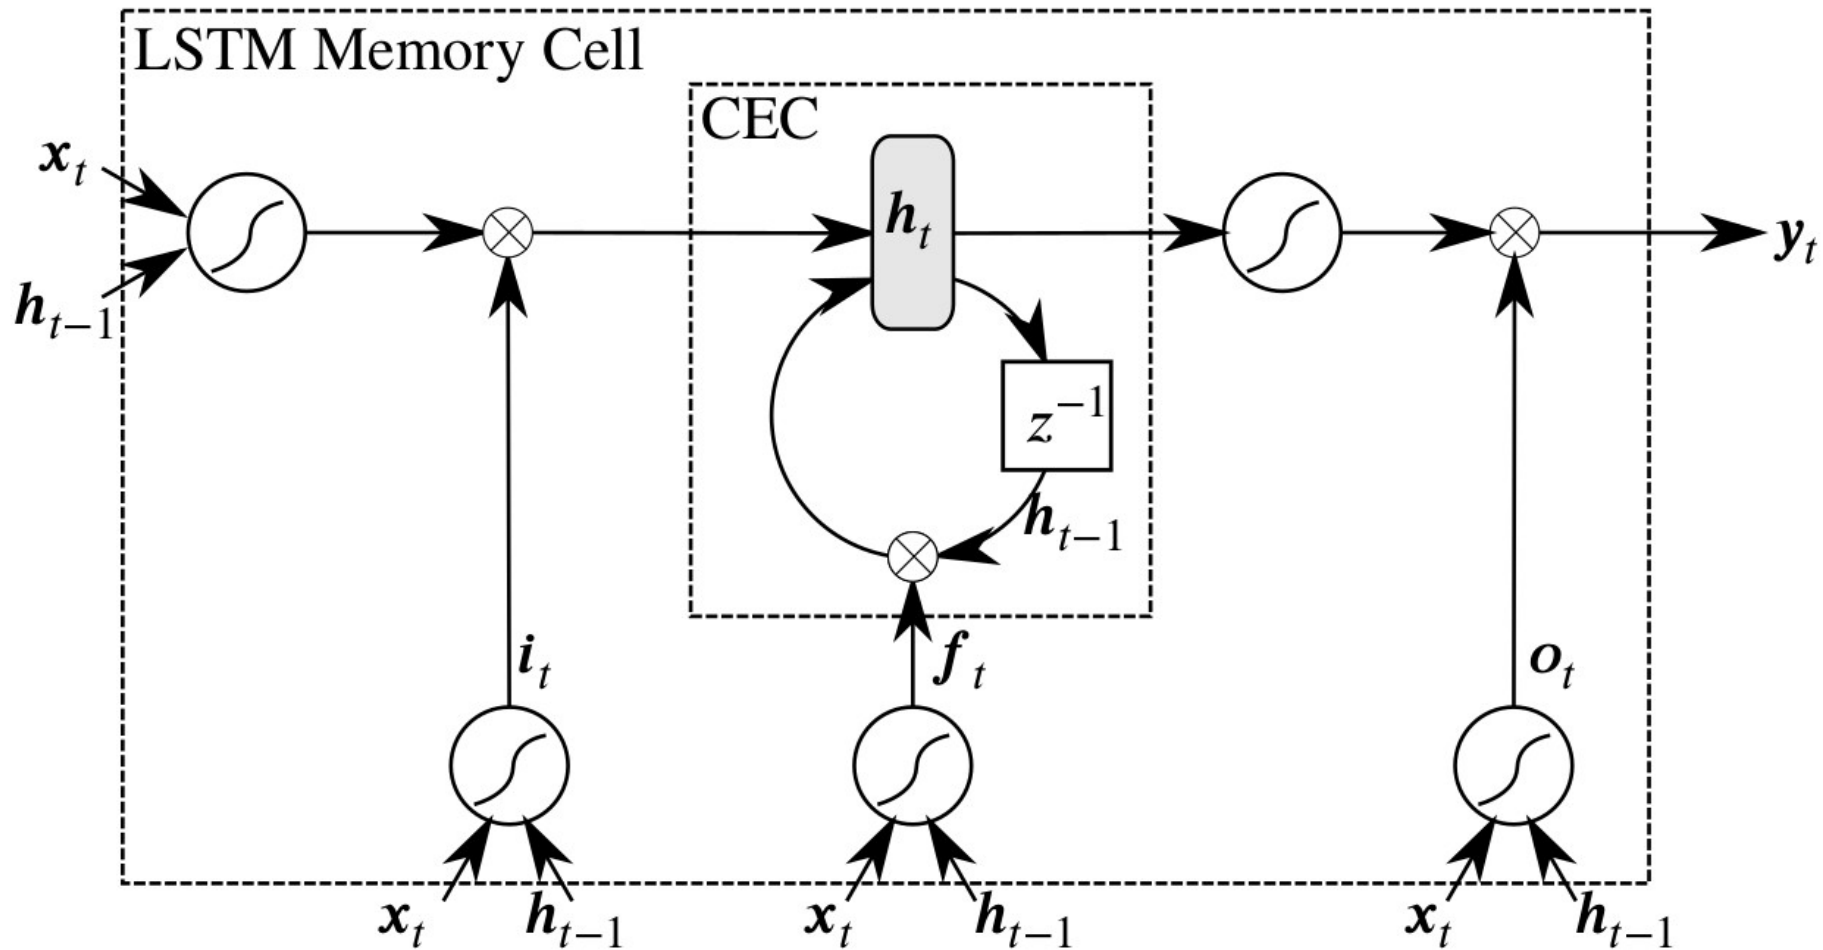 LSTM Memory Cell
CEC
x_t
h_{t−1}
h_t
y_t
z^{−1}
h_{t−1}
i_t
f_t
o_t
x_t h_{t−1}
x_t h_{t−1}
x_t h_{t−1}